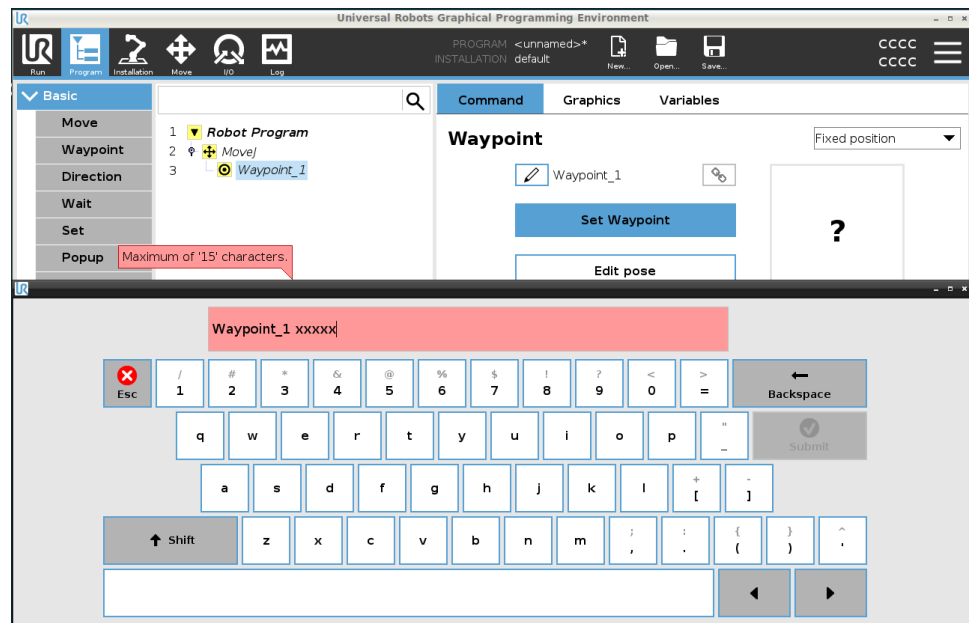 UR
Universal Robots Graphical Programming Environment
UR
Run
Program
Installation
Move
I/O
Log
PROGRAM <unnamed>*
INSTALLATION default
New...
Open...
Save...
CCCC
CCCC
Basic
Move
Waypoint
Direction
Wait
Set
Popup
1 Robot Program
2 MoveJ
3 Waypoint_1
Maximum of '15' characters.
Command Graphics Variables
Waypoint
Fixed position
Waypoint_1
Set Waypoint
?
Edit pose
UR
Waypoint_1 xxxxx
Esc
/ # * & @ % $ ! ? < >
1 2 3 4 5 6 7 8 9 0 =
Backspace
"
q w e r t y u i o p _
Submit
+ -
a s d f g h j k l [ ]
Shift
; : { } ^
z x c v b n m , . ( ) '